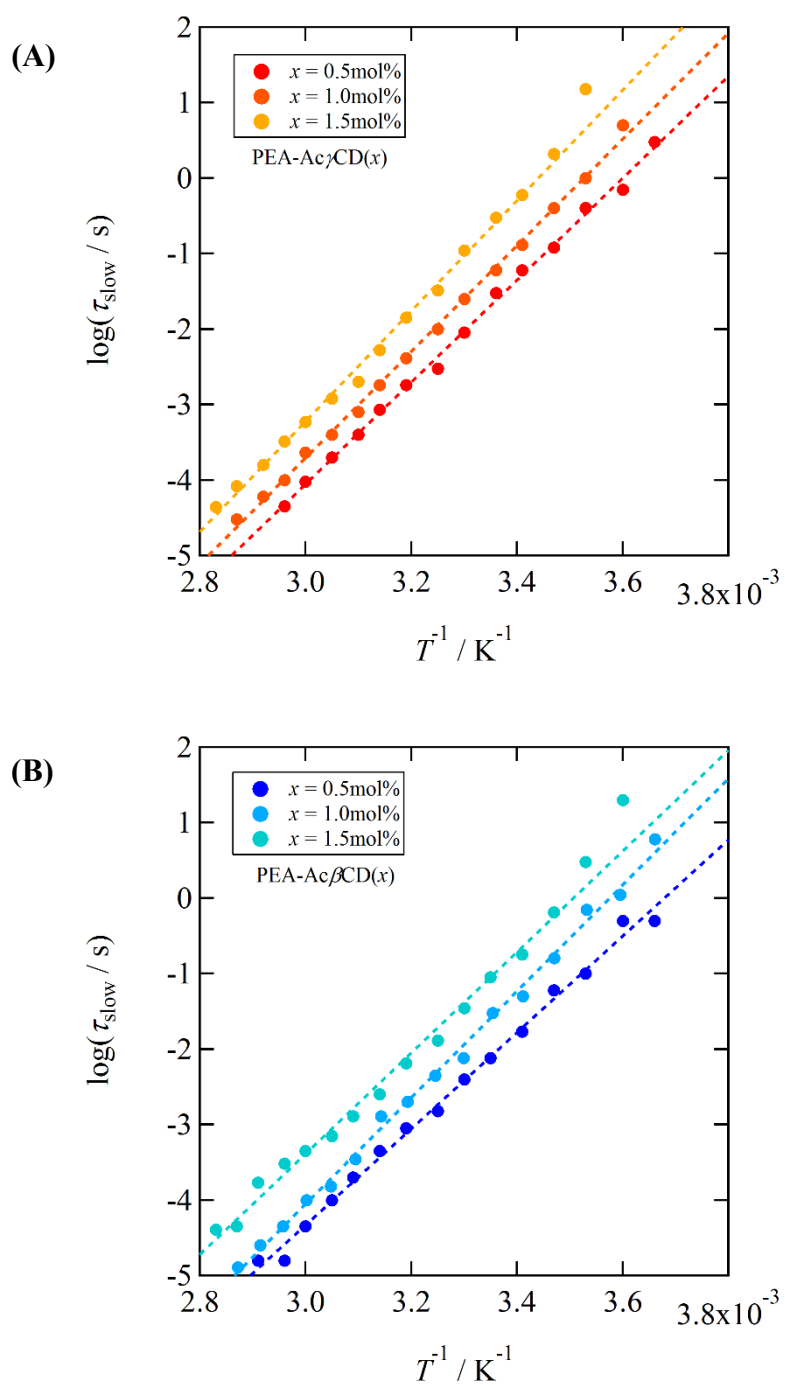 (A)
2
1
0
-1
-2
-3
-4
-5
log(τslow / s)
x = 0.5mol%
x = 1.0mol%
x = 1.5mol%
PEA-AcγCD(x)
2.8 3.0 3.2 3.4 3.6 3.8x10⁻³
T⁻¹ / K⁻¹
(B)
2
1
0
-1
-2
-3
-4
-5
log(τslow / s)
x = 0.5mol%
x = 1.0mol%
x = 1.5mol%
PEA-AcβCD(x)
2.8 3.0 3.2 3.4 3.6 3.8x10⁻³
T⁻¹ / K⁻¹